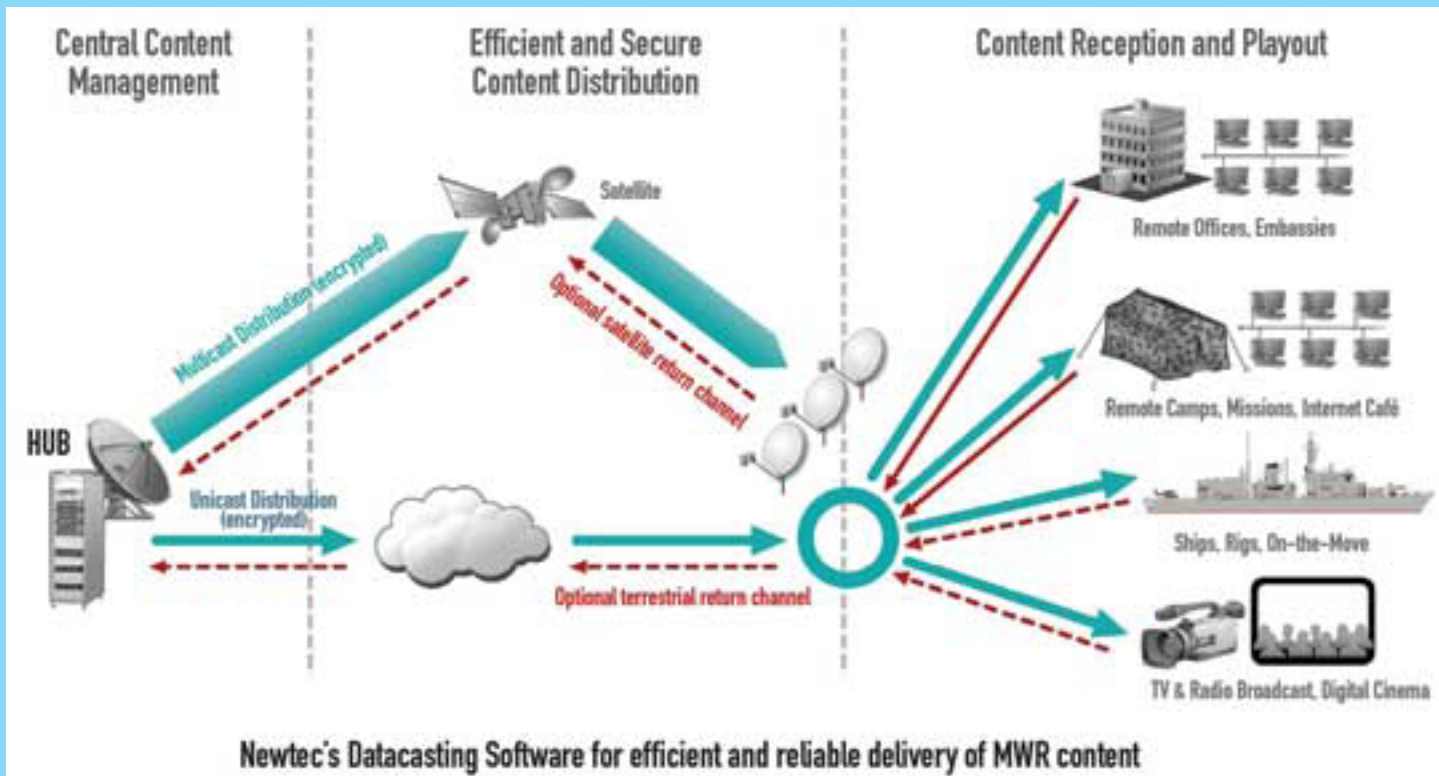 Central Content
Management
Efficient and Secure
Content Distribution
Content Reception and Playout
Satellite
Multicast Distribution (encrypted)
Optional satellite return channel
HUB
Unicast Distribution
(encrypted)
Optional terrestrial return channel
Remote Offices, Embassies
Remote Camps, Missions, Internet Café
Ships, Rigs, On-the-Move
TV & Radio Broadcast, Digital Cinema
Newtec's Datacasting Software for efficient and reliable delivery of MWR content